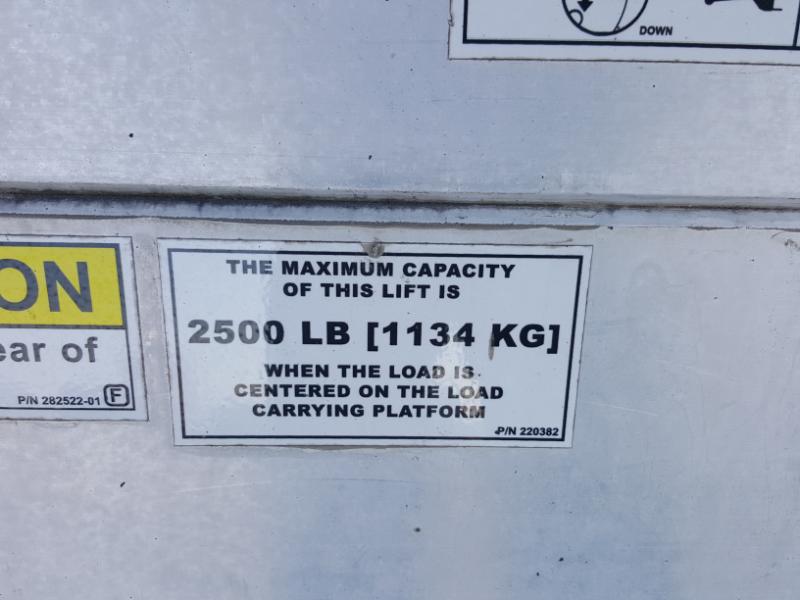 DOWN
ON
ear of
P/N 282522-01 F
THE MAXIMUM CAPACITY
OF THIS LIFT IS
2500 LB [1134 KG]
WHEN THE LOAD IS
CENTERED ON THE LOAD
CARRYING PLATFORM
P/N 220382